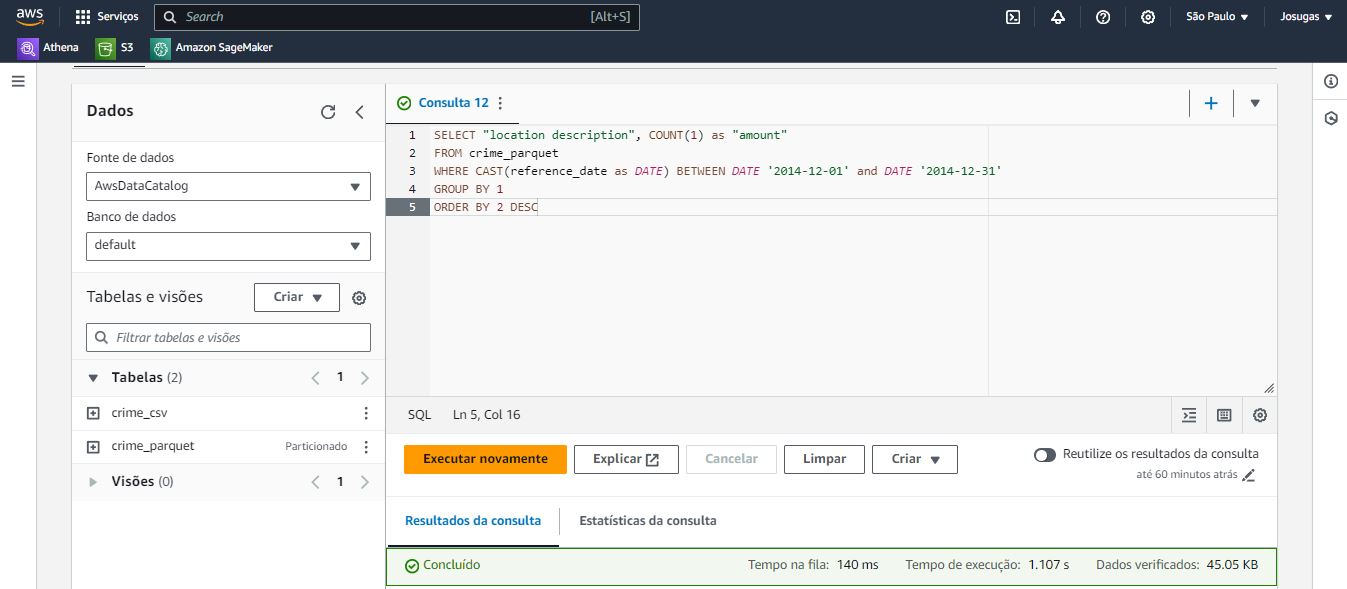 aws
Serviços
Search
[Alt+S]
São Paulo
Josugas
Athena
S3
Amazon SageMaker
Dados
Fonte de dados
AwsDataCatalog
Banco de dados
default
Tabelas e visões
Criar
Filtrar tabelas e visões
Tabelas (2)
1
crime_csv
crime_parquet
Particionado
Visões (0)
1
Consulta 12
1 SELECT "location description", COUNT(1) as "amount"
2 FROM crime_parquet
3 WHERE CAST(reference_date as DATE) BETWEEN DATE '2014-12-01' and DATE '2014-12-31'
4 GROUP BY 1
5 ORDER BY 2 DESC
SQL Ln 5, Col 16
Executar novamente
Explicar
Cancelar
Limpar
Criar
Reutilize os resultados da consulta
até 60 minutos atrás
Resultados da consulta
Estatísticas da consulta
Concluído
Tempo na fila: 140 ms
Tempo de execução: 1.107 s
Dados verificados: 45.05 KB